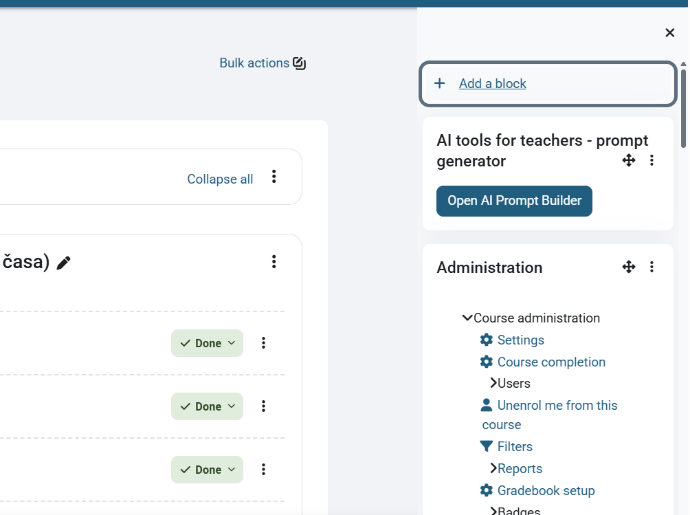 Bulk actions
Add a block
AI tools for teachers - prompt
generator
Open AI Prompt Builder
Collapse all
časa)
Done
Done
Done
Administration
Course administration
Settings
Course completion
Users
Unenrol me from this
course
Filters
Reports
Gradebook setup
Badges